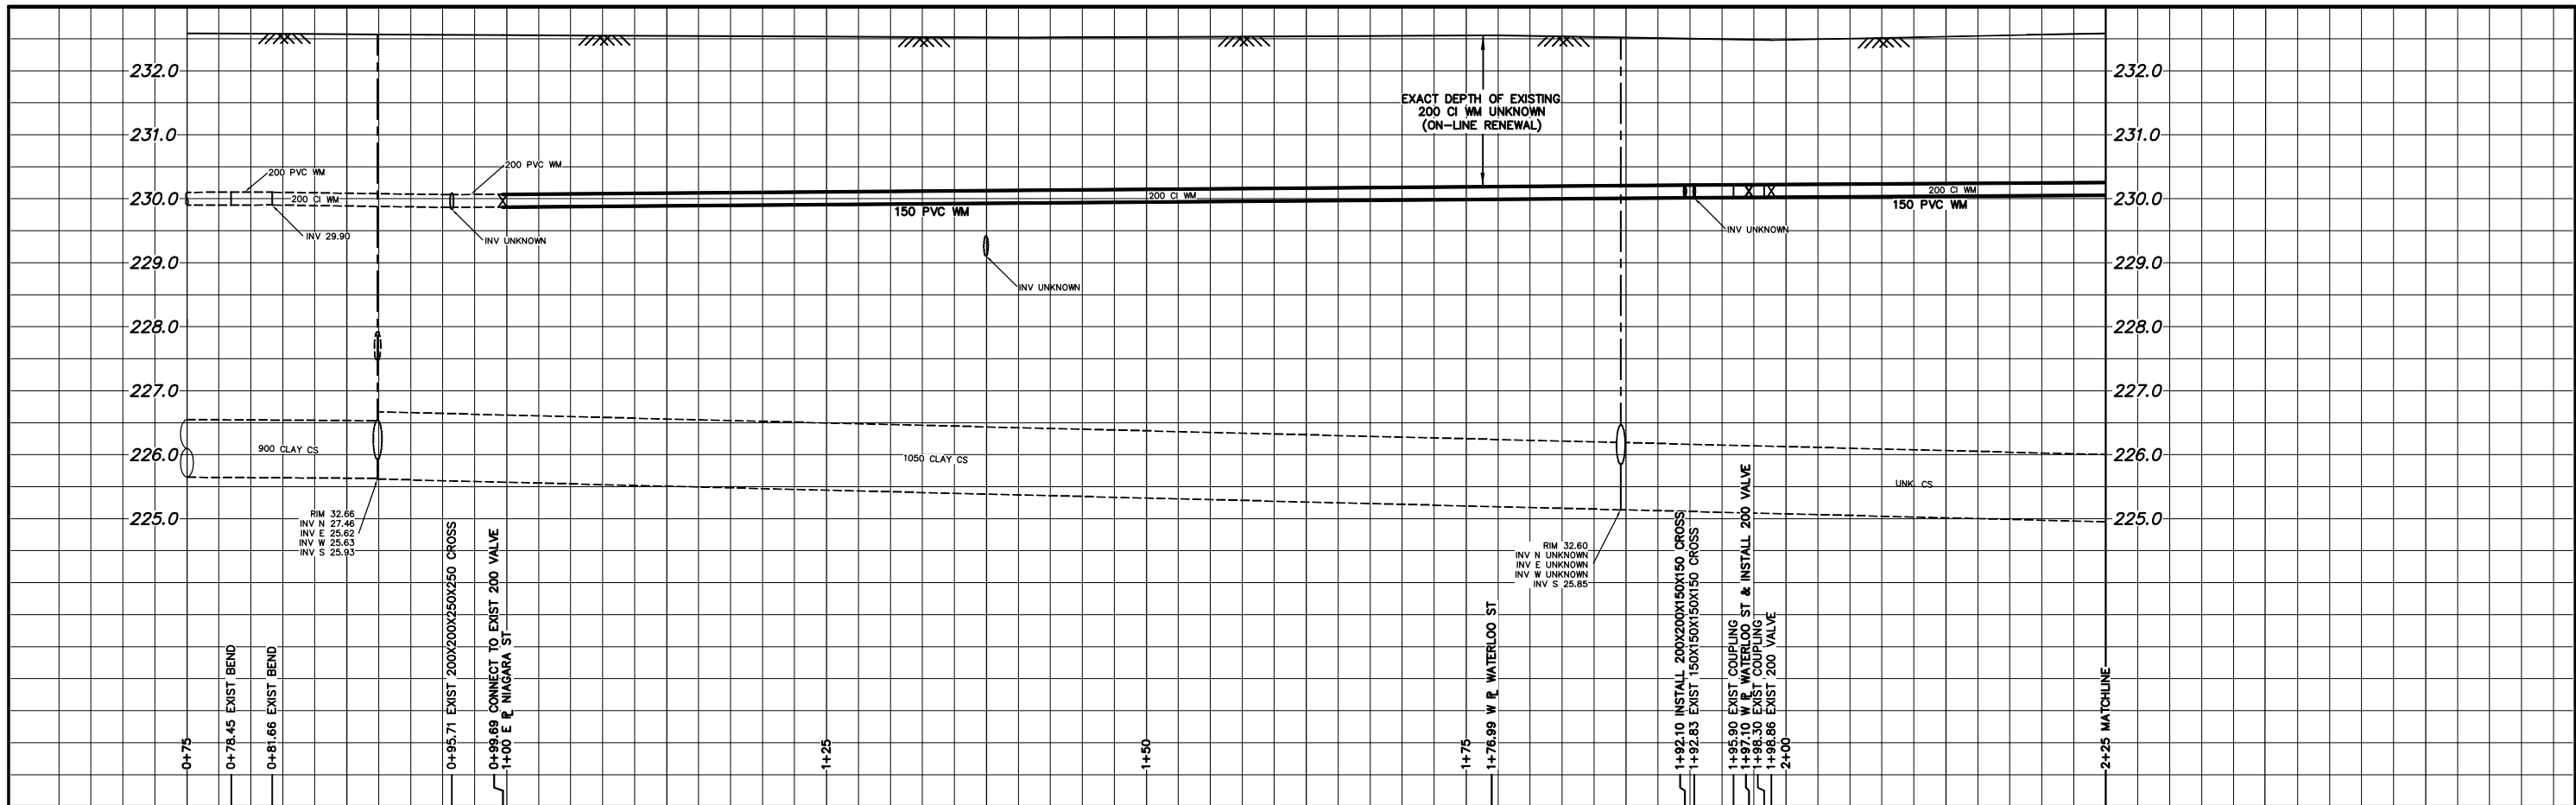 232.0
232.0
EXACT DEPTH OF EXISTING
200 CI WM UNKNOWN
(ON-LINE RENEWAL)
231.0
231.0
200 PVC WM
200 PVC WM
230.0
200 CI WM
200 CI WM
200 CI WM
230.0
150 PVC WM
150 PVC WM
INV 29.90
INV UNKNOWN
INV UNKNOWN
229.0
229.0
INV UNKNOWN
228.0
228.0
227.0
227.0
900 CLAY CS
226.0
1050 CLAY CS
226.0
UNK CS
225.0
225.0
RIM 32.66
INV N 27.46
INV E 25.62
INV W 25.63
INV S 25.93
RIM 32.60
INV N UNKNOWN
INV E UNKNOWN
INV W UNKNOWN
INV S 25.85
0+75
0+78.45 EXIST BEND
0+81.66 EXIST BEND
0+95.71 EXIST 200X200X250X250 CROSS
0+99.69 CONNECT TO EXIST 200 VALVE
1+00 E PL NIAGARA ST
1+25
1+50
1+75
1+76.99 W PL WATERLOO ST
1+92.10 INSTALL 200X200X150X150 CROSS
1+92.83 EXIST 150X150X150X150 CROSS
1+95.90 EXIST COUPLING
1+97.10 W PL WATERLOO ST & INSTALL 200 VALVE
1+98.30 EXIST COUPLING
1+98.86 EXIST 200 VALVE
2+00
2+25 MATCHLINE